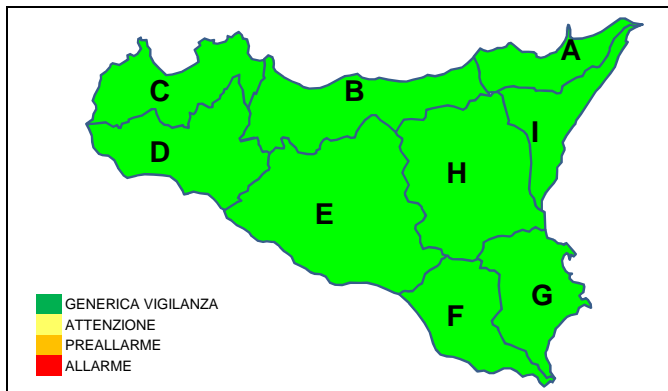 A
B
C
I
D
H
E
G
F
GENERICA VIGILANZA
ATTENZIONE
PREALLARME
ALLARME